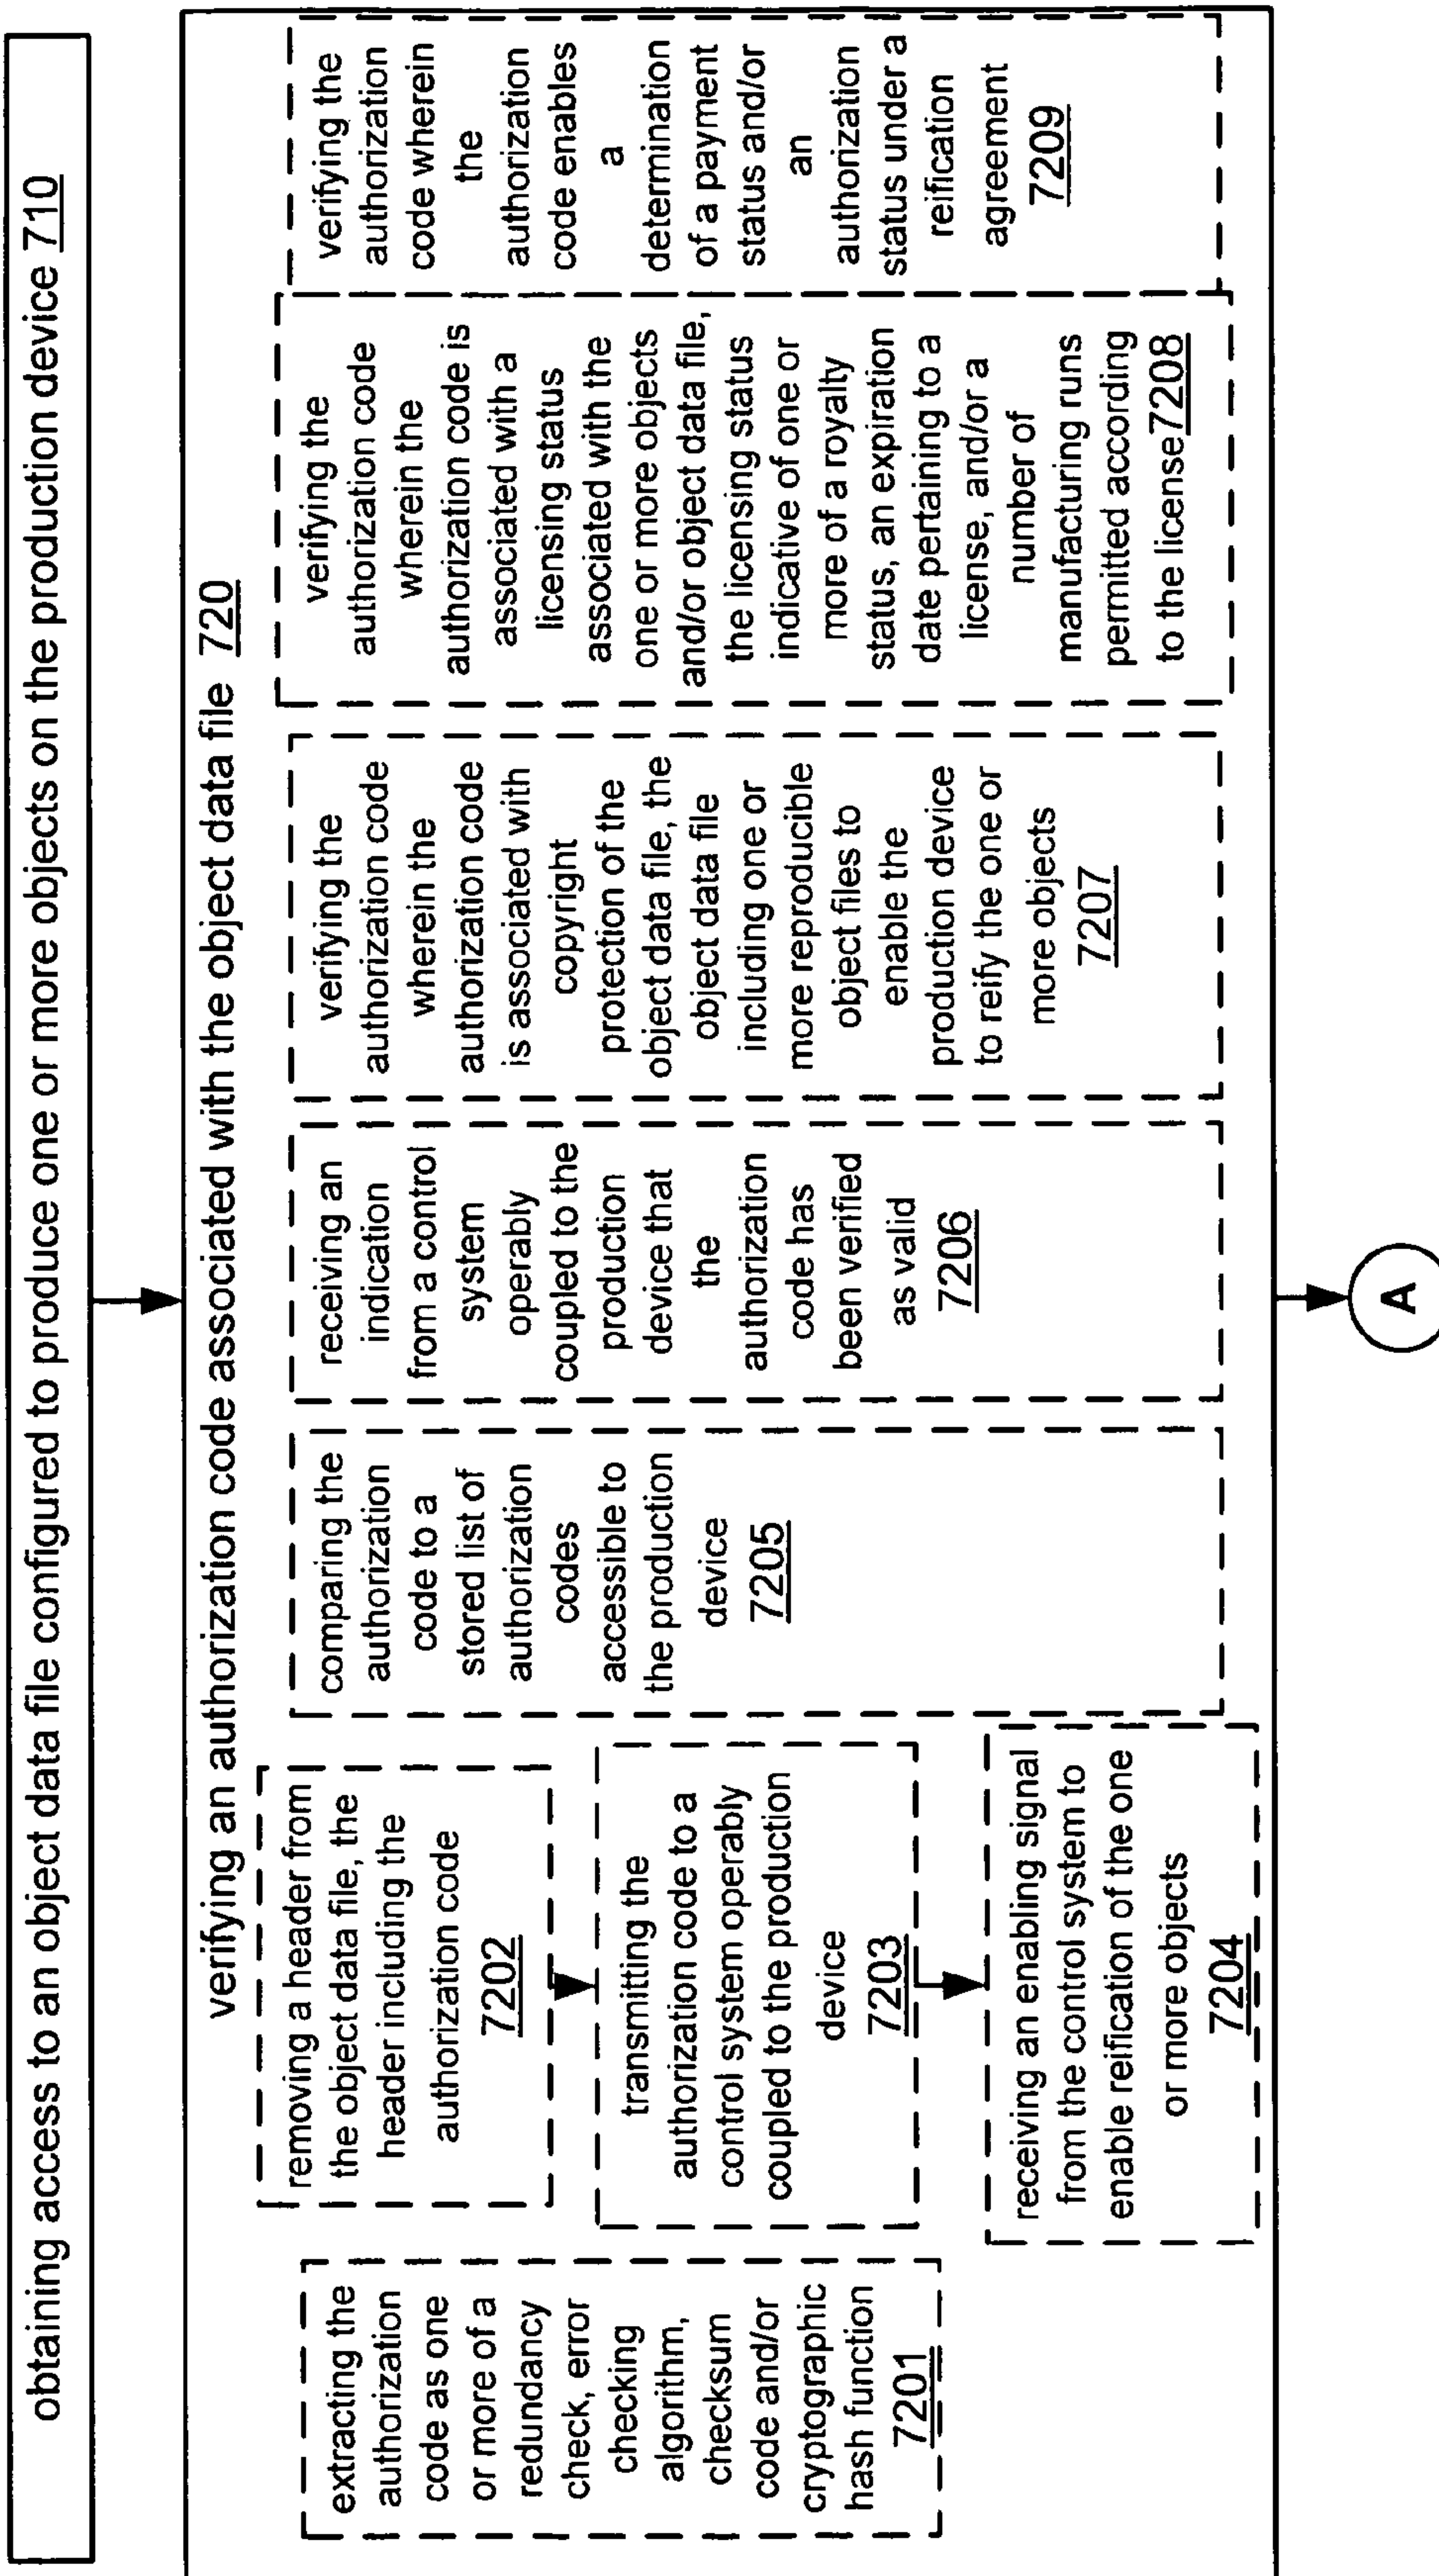 obtaining access to an object data file configured to produce one or more objects on the production device 710
verifying an authorization code associated with the object data file 720
extracting the
authorization
code as one
or more of a
redundancy
check, error
checking
algorithm,
checksum
code and/or
cryptographic
hash function
7201
removing a header from
the object data file, the
header including the
authorization code
7202
transmitting the
authorization code to a
control system operably
coupled to the production
device
7203
receiving an enabling signal
from the control system to
enable reification of the one
or more objects
7204
comparing the
authorization
code to a
stored list of
authorization
codes
accessible to
the production
device
7205
receiving an
indication
from a control
system
operably
coupled to the
production
device that
the
authorization
code has
been verified
as valid
7206
verifying the
authorization code
wherein the
authorization code
is associated with
copyright
protection of the
object data file, the
object data file
including one or
more reproducible
object files to
enable the
production device
to reify the one or
more objects
7207
verifying the
authorization code
wherein the
authorization code is
associated with a
licensing status
associated with the
one or more objects
and/or object data file,
the licensing status
indicative of one or
more of a royalty
status, an expiration
date pertaining to a
license, and/or a
number of
manufacturing runs
permitted according
to the license7208
verifying the
authorization
code wherein
the
authorization
code enables
a
determination
of a payment
status and/or
an
authorization
status under a
reification
agreement
7209
A